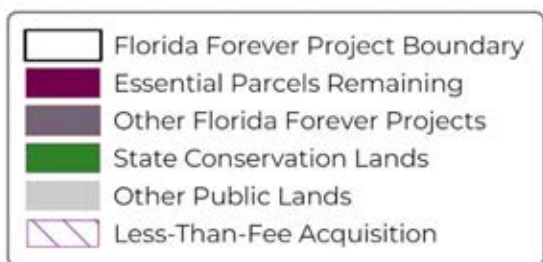 Florida Forever Project Boundary
Essential Parcels Remaining
Other Florida Forever Projects
State Conservation Lands
Other Public Lands
Less-Than-Fee Acquisition